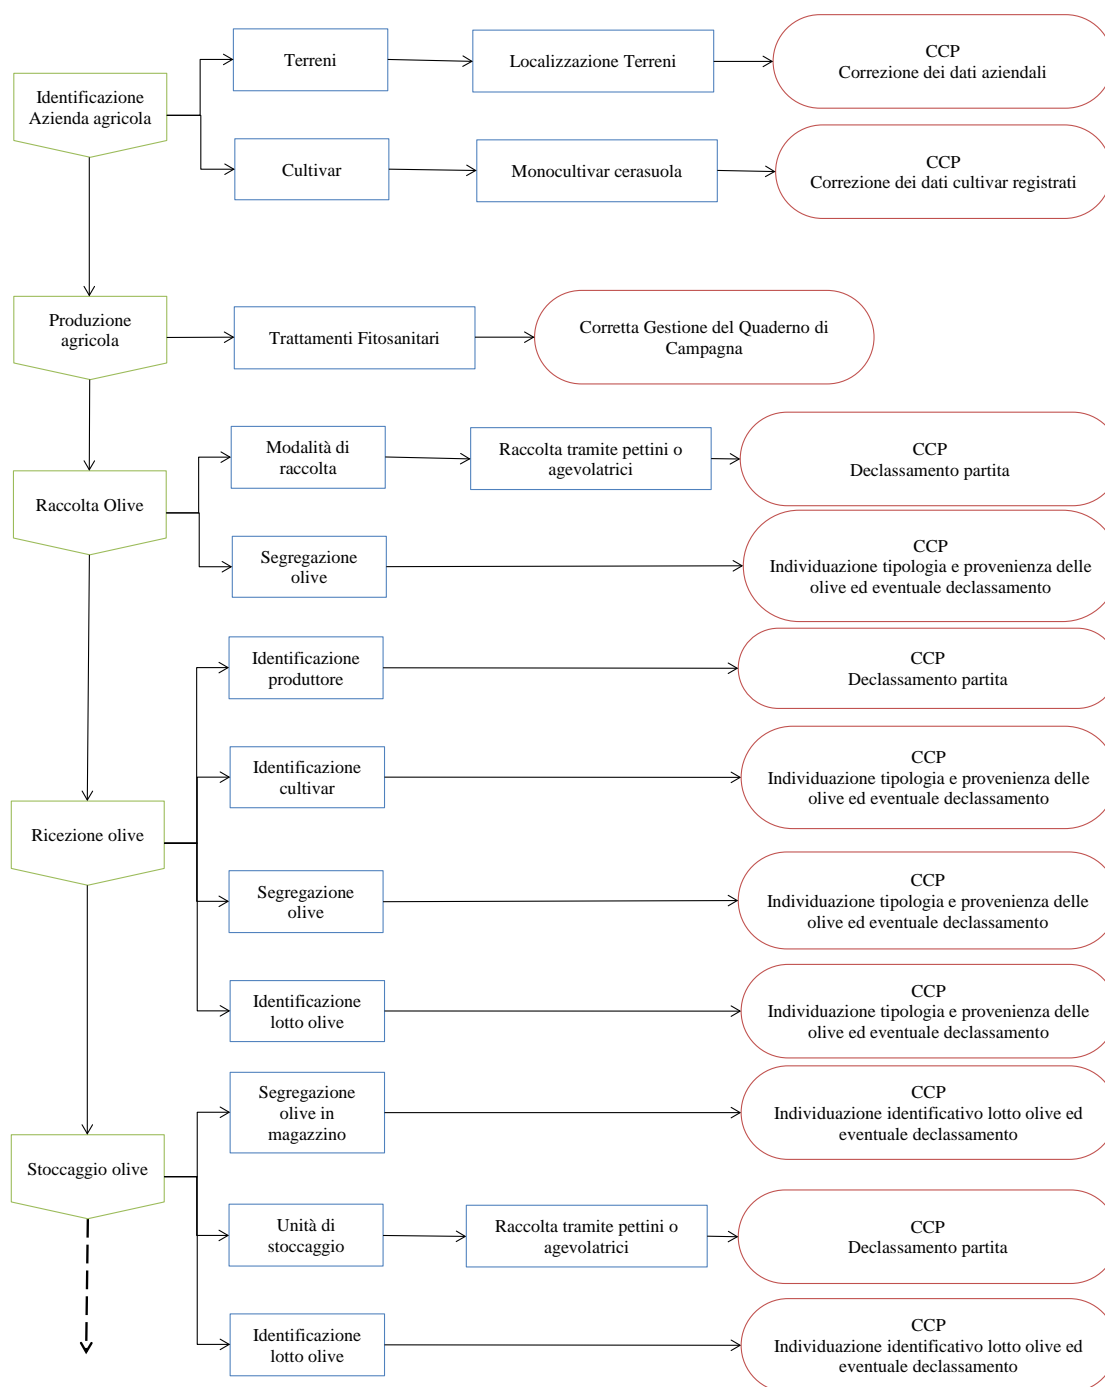 Identificazione
Azienda agricola
Terreni
Localizzazione Terreni
CCP
Correzione dei dati aziendali
Cultivar
Monocultivar cerasuola
CCP
Correzione dei dati cultivar registrati
Produzione
agricola
Trattamenti Fitosanitari
Corretta Gestione del Quaderno di
Campagna
Raccolta Olive
Modalità di
raccolta
Raccolta tramite pettini o
agevolatrici
CCP
Declassamento partita
Segregazione
olive
CCP
Individuazione tipologia e provenienza delle
olive ed eventuale declassamento
Ricezione olive
Identificazione
produttore
CCP
Declassamento partita
Identificazione
cultivar
CCP
Individuazione tipologia e provenienza delle
olive ed eventuale declassamento
Segregazione
olive
CCP
Individuazione tipologia e provenienza delle
olive ed eventuale declassamento
Identificazione
lotto olive
CCP
Individuazione tipologia e provenienza delle
olive ed eventuale declassamento
Stoccaggio olive
Segregazione
olive in
magazzino
CCP
Individuazione identificativo lotto olive ed
eventuale declassamento
Unità di
stoccaggio
Raccolta tramite pettini o
agevolatrici
CCP
Declassamento partita
Identificazione
lotto olive
CCP
Individuazione identificativo lotto olive ed
eventuale declassamento